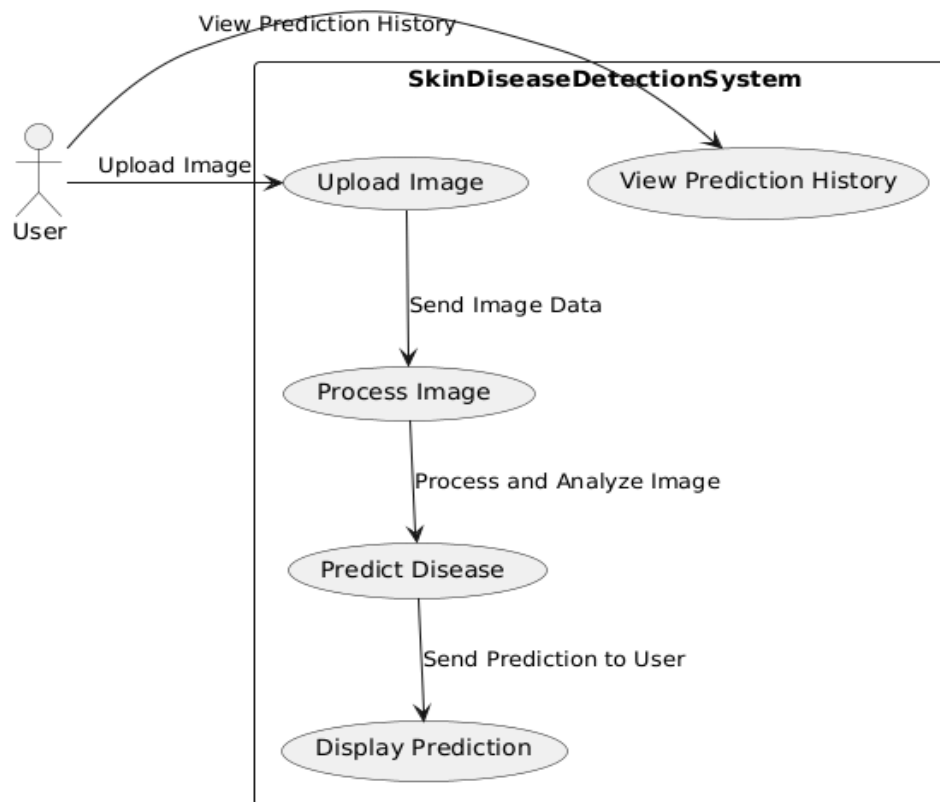 View Prediction History
SkinDiseaseDetectionSystem
Upload Image
Upload Image
View Prediction History
User
Send Image Data
Process Image
Process and Analyze Image
Predict Disease
Send Prediction to User
Display Prediction